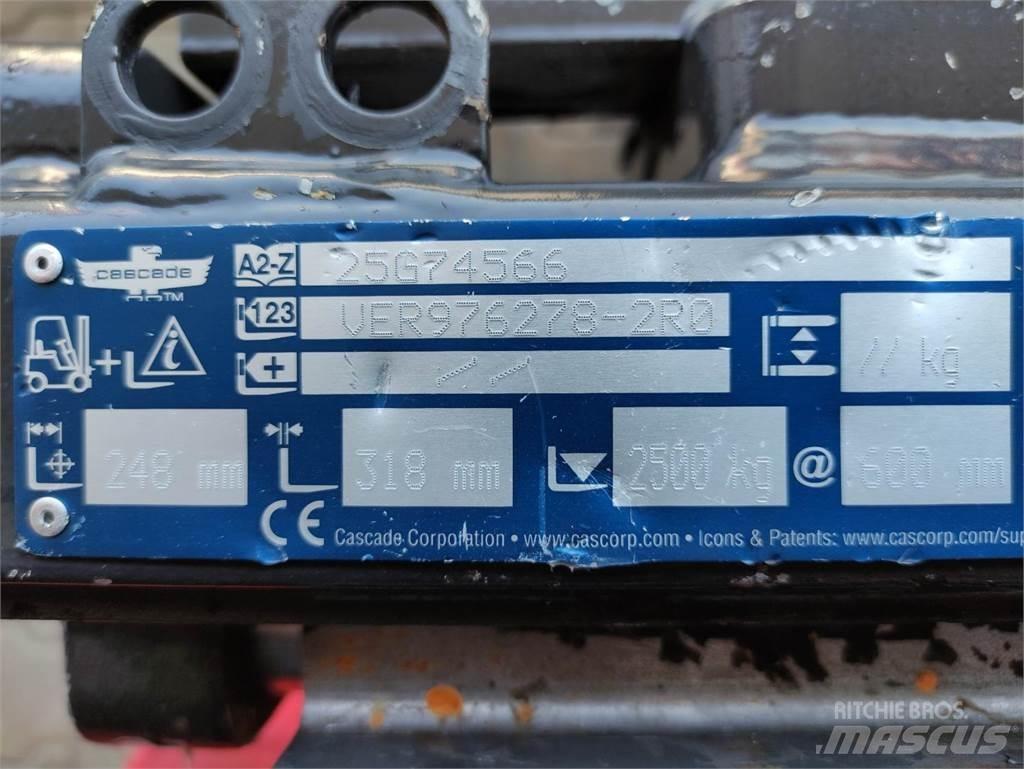 cascade
TM
A2-Z 25G74566
123 VER976278-2R0
// kg
248 mm 318 mm 2500 kg @ 600 mm
CE Cascade Corporation • www.cascorp.com • Icons & Patents: www.cascorp.com/sup
RITCHIE BROS.
MASCUS